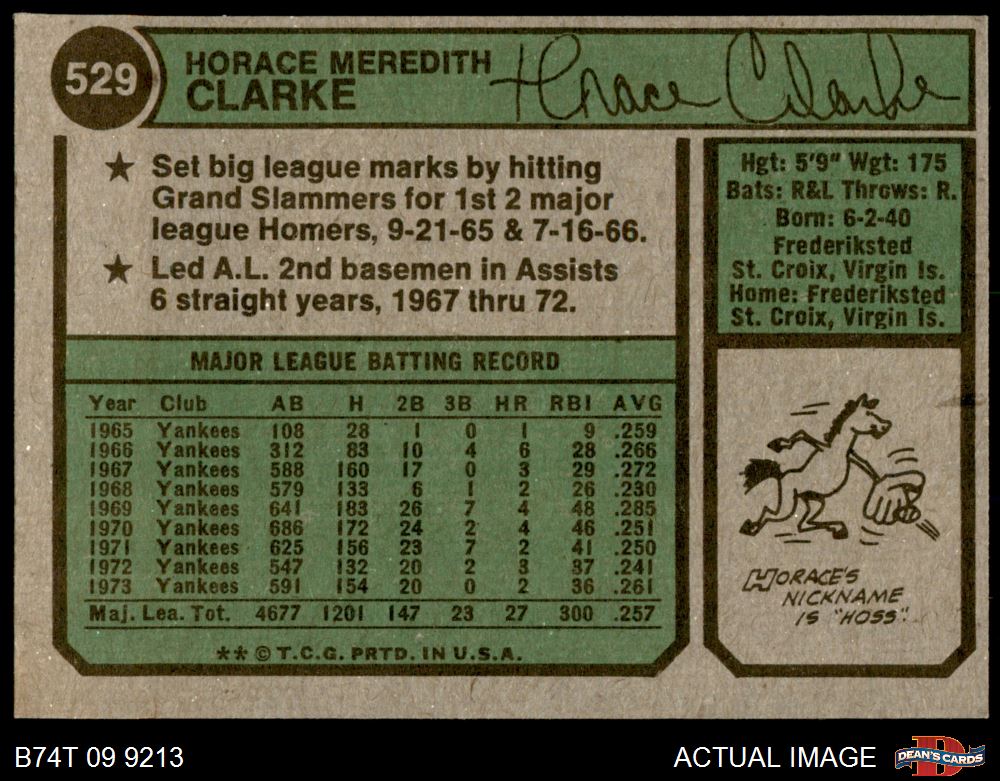 529
HORACE MEREDITH
CLARKE
Horace Clarke
★ Set big league marks by hitting
Grand Slammers for 1st 2 major
league Homers, 9-21-65 & 7-16-66.
★ Led A.L. 2nd basemen in Assists
6 straight years, 1967 thru 72.
Hgt: 5'9" Wgt: 175
Bats: R&L Throws: R.
Born: 6-2-40
Frederiksted
St. Croix, Virgin Is.
Home: Frederiksted
St. Croix, Virgin Is.
MAJOR LEAGUE BATTING RECORD
Year Club AB H 2B 3B HR RBI AVG
1965 Yankees 108 28 1 0 1 9 .259
1966 Yankees 312 83 10 4 6 28 .266
1967 Yankees 588 160 17 0 3 29 .272
1968 Yankees 579 133 6 1 2 26 .230
1969 Yankees 641 183 26 7 4 48 .285
1970 Yankees 686 172 24 2 4 46 .251
1971 Yankees 625 156 23 7 2 41 .250
1972 Yankees 547 132 20 2 3 37 .241
1973 Yankees 591 154 20 0 2 36 .261
Maj. Lea. Tot. 4677 1201 147 23 27 300 .257
** © T.C.G. PRTD. IN U.S.A.
HORACE'S
NICKNAME
IS "HOSS".
B74T 09 9213
ACTUAL IMAGE
D
DEAN'S CARDS